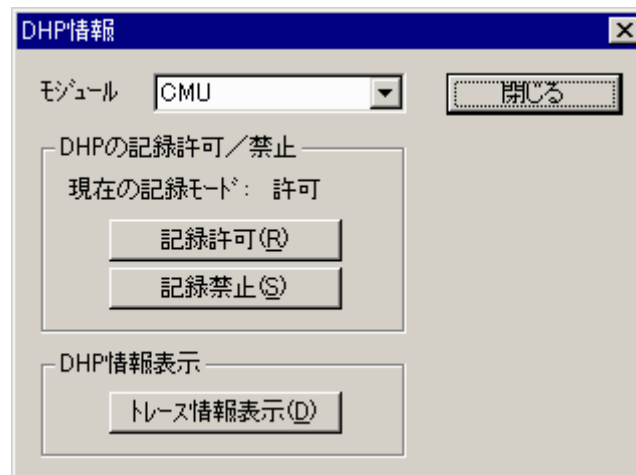 DHP情報
ﾓｼﾞｭｰﾙ CMU 閉じる
DHPの記録許可／禁止
現在の記録ﾓｰﾄﾞ： 許可
記録許可(R)
記録禁止(S)
DHP情報表示
ﾄﾚｰｽ情報表示(D)